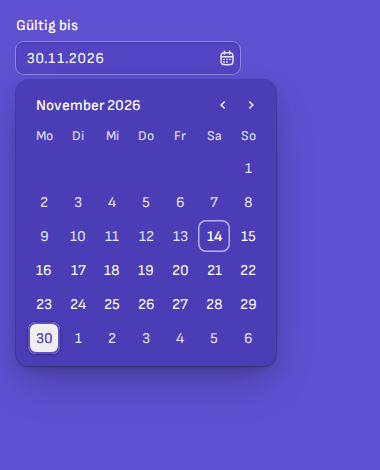 Gültig bis
30.11.2026
November 2026
Mo Di Mi Do Fr Sa So
1
2 3 4 5 6 7 8
9 10 11 12 13 14 15
16 17 18 19 20 21 22
23 24 25 26 27 28 29
30 1 2 3 4 5 6